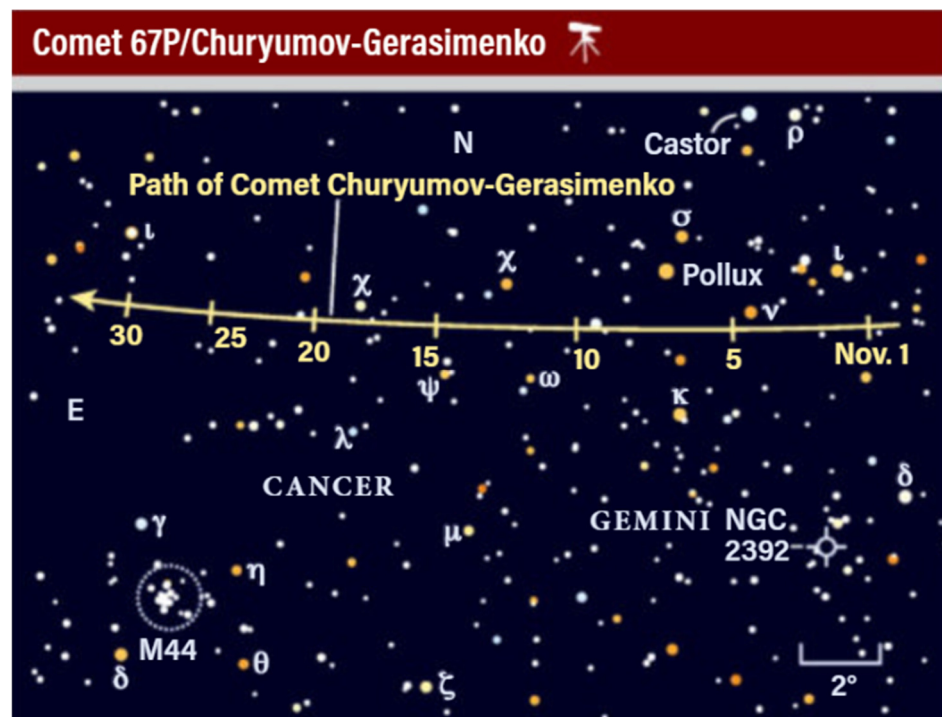 Comet 67P/Churyumov-Gerasimenko
N
Castor
ρ
Path of Comet Churyumov-Gerasimenko
σ
ι
χ
χ
Pollux
ι
ν
30
25
20
15
10
5
Nov. 1
ψ
ω
κ
E
λ
CANCER
δ
GEMINI
NGC
2392
γ
μ
η
M44
δ
θ
ζ
2°